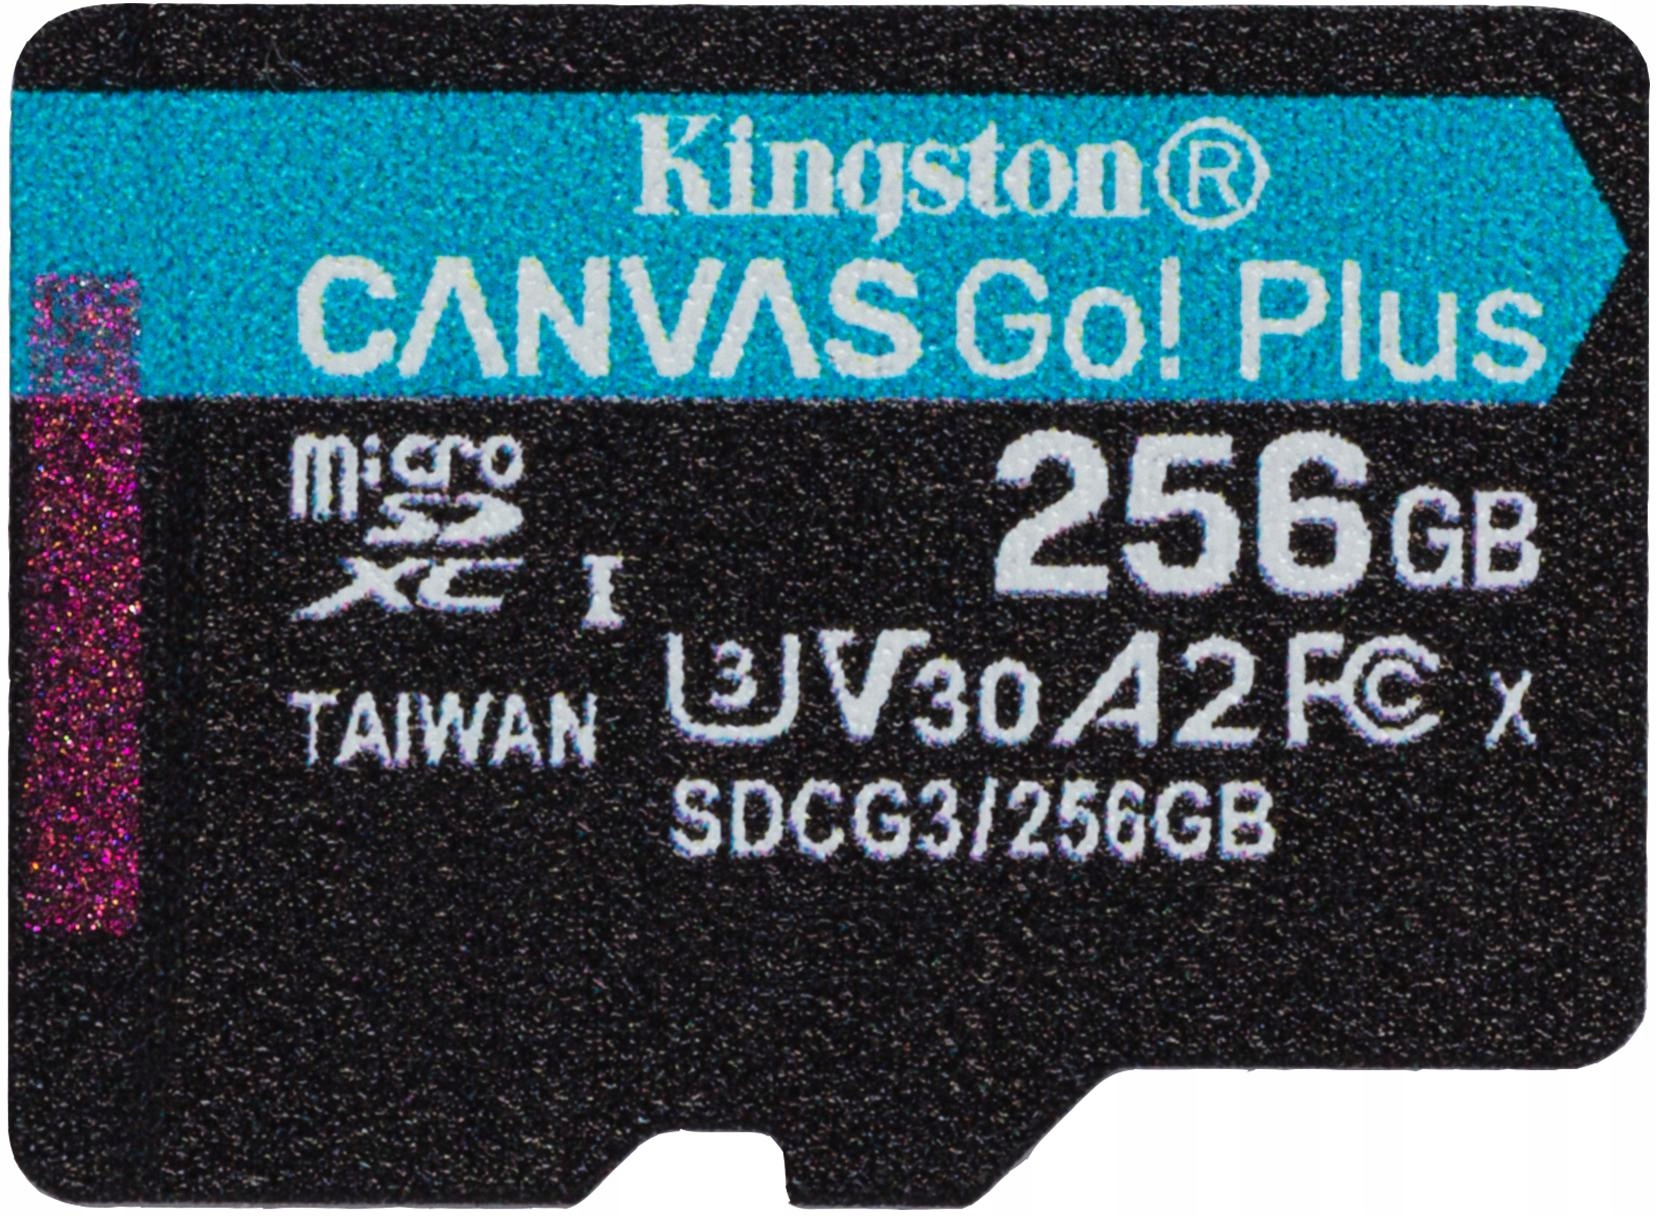 Kingston®
CANVAS Go! Plus
micro
SD
XC I
256GB
U3 V30 A2 FC X
TAIWAN
SDCG3/256GB